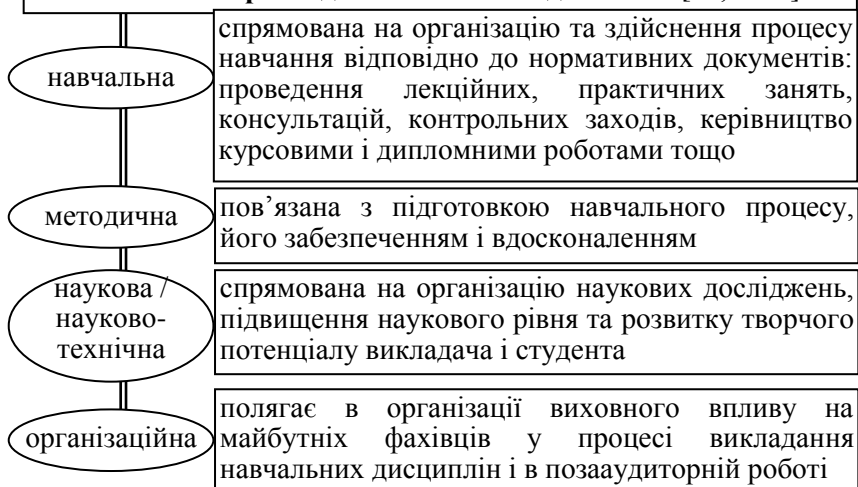 навчальна
спрямована на організацію та здійснення процесу
навчання відповідно до нормативних документів:
проведення лекційних, практичних занять,
консультацій, контрольних заходів, керівництво
курсовими і дипломними роботами тощо
методична
пов’язана з підготовкою навчального процесу,
його забезпеченням і вдосконаленням
наукова /
науково-
технічна
спрямована на організацію наукових досліджень,
підвищення наукового рівня та розвитку творчого
потенціалу викладача і студента
організаційна
полягає в організації виховного впливу на
майбутніх фахівців у процесі викладання
навчальних дисциплін і в позааудиторній роботі